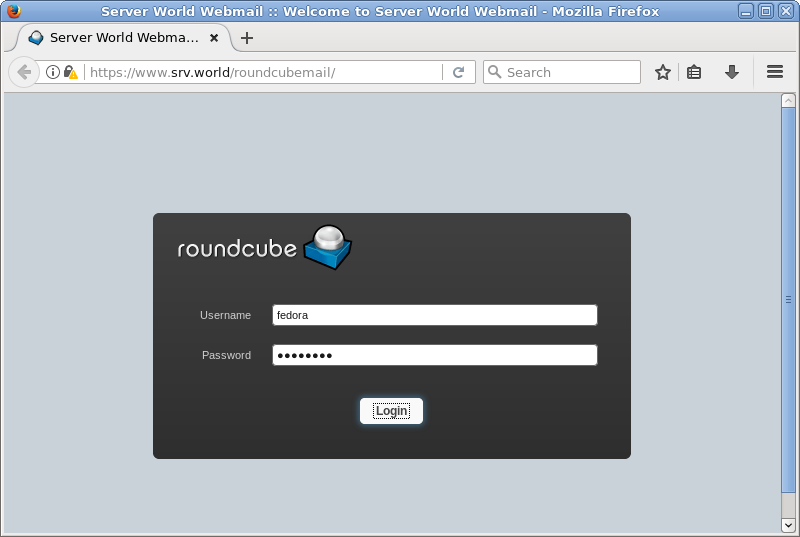 Server World Webmail :: Welcome to Server World Webmail - Mozilla Firefox
Server World Webma...
https://www.srv.world/roundcubemail/
Search
roundcube
Username
fedora
Password
●●●●●●●●
Login